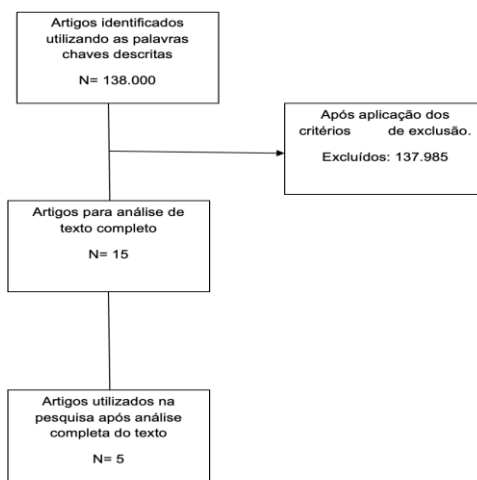 Artigos identificados
utilizando as palavras
chaves descritas
N= 138.000
Após aplicação dos
critérios de exclusão.
Excluídos: 137.985
Artigos para análise de
texto completo
N= 15
Artigos utilizados na
pesquisa após análise
completa do texto
N= 5